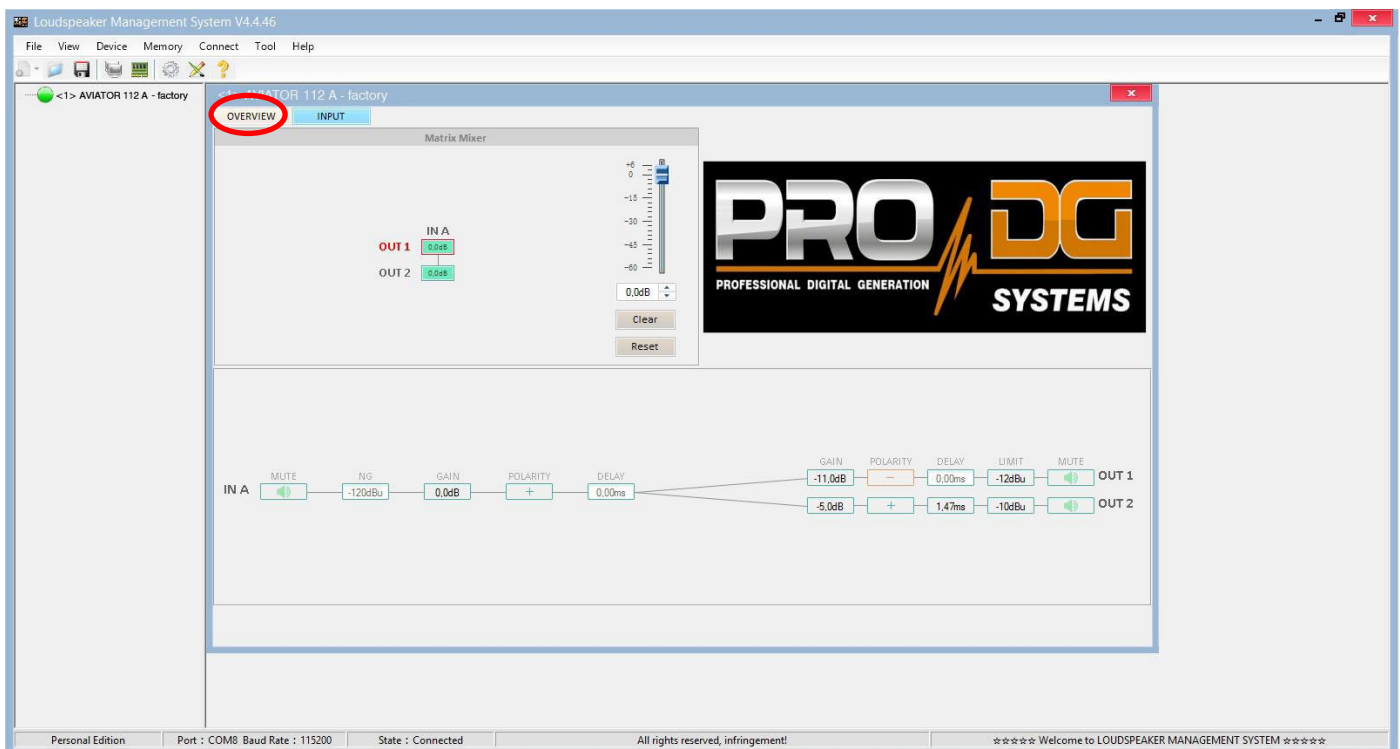 Loudspeaker Management System V4.4.46
File View Device Memory Connect Tool Help
<1> AVIATOR 112 A - factory
<1> AVIATOR 112 A - factory
OVERVIEW INPUT
Matrix Mixer
+6
0
-15
-30
-45
-60
IN A
OUT 1 0,0dB
OUT 2 0,0dB
0,0dB
Clear
Reset
PRO DG
PROFESSIONAL DIGITAL GENERATION
SYSTEMS
MUTE NG GAIN POLARITY DELAY
IN A -120dBu 0,0dB + 0,00ms
GAIN POLARITY DELAY LIMIT MUTE
-11,0dB − 0,00ms -12dBu OUT 1
-5,0dB + 1,47ms -10dBu OUT 2
Personal Edition Port : COM8 Baud Rate : 115200 State : Connected All rights reserved, infringement! ☆☆☆☆☆ Welcome to LOUDSPEAKER MANAGEMENT SYSTEM ☆☆☆☆☆